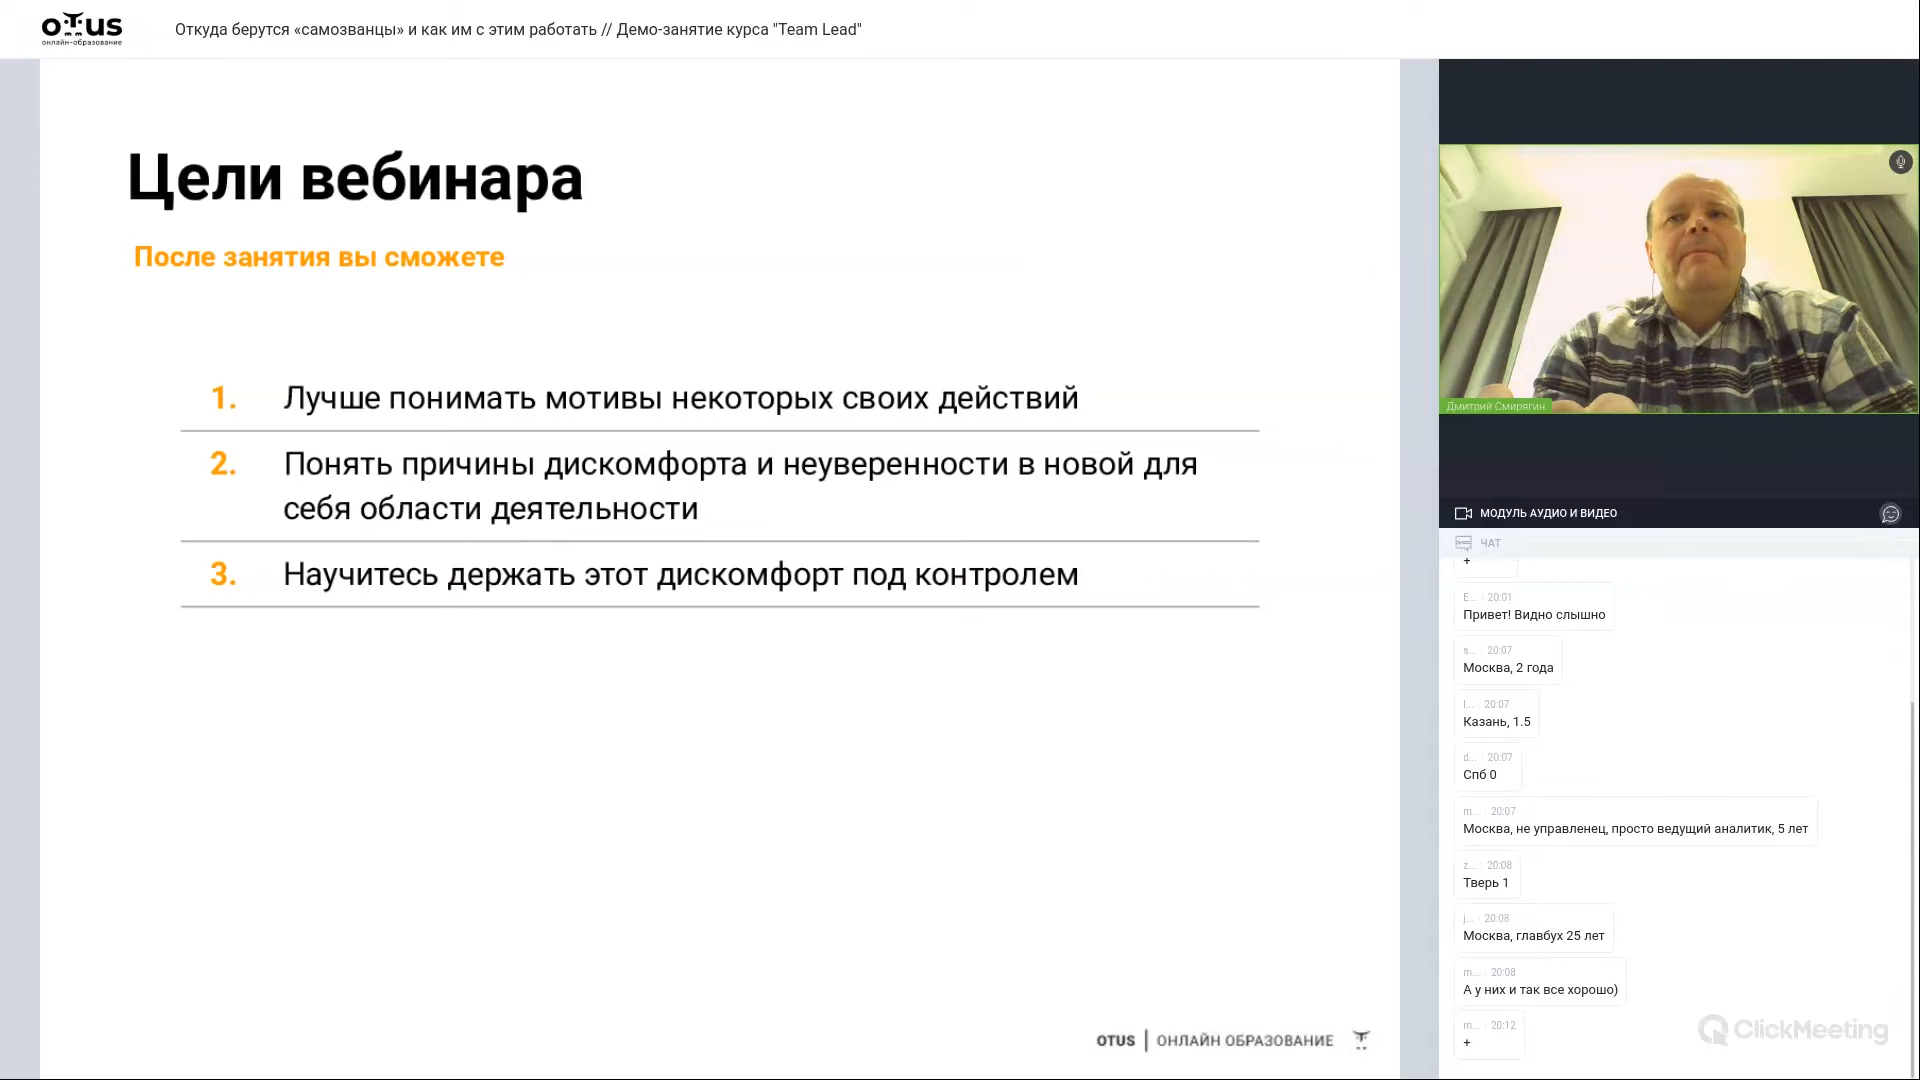 OTUS
онлайн-образование
Откуда берутся «самозванцы» и как им с этим работать // Демо-занятие курса "Team Lead"
Цели вебинара
После занятия вы сможете
1. Лучше понимать мотивы некоторых своих действий
2. Понять причины дискомфорта и неуверенности в новой для
себя области деятельности
3. Научитесь держать этот дискомфорт под контролем
OTUS | ОНЛАЙН ОБРАЗОВАНИЕ
Дмитрий Смирягин
МОДУЛЬ АУДИО И ВИДЕО
ЧАТ
+
E... 20:01
Привет! Видно слышно
s... 20:07
Москва, 2 года
l... 20:07
Казань, 1.5
d... 20:07
Спб 0
m... 20:07
Москва, не управленец, просто ведущий аналитик, 5 лет
z... 20:08
Тверь 1
j... 20:08
Москва, главбух 25 лет
m... 20:08
А у них и так все хорошо)
m... 20:12
+
ClickMeeting